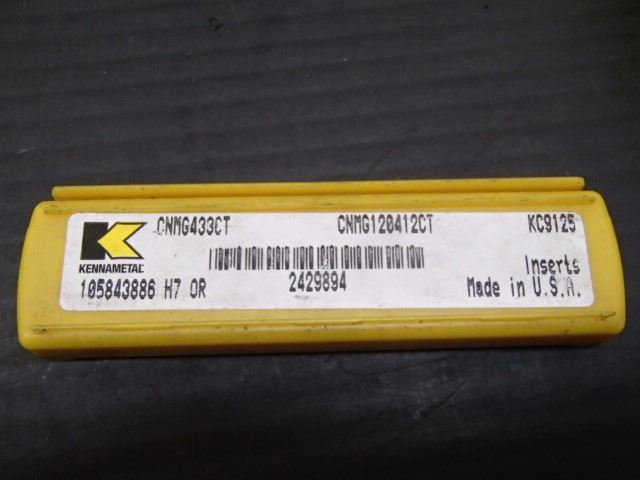 CNMG433CT CNMG120412CT KC9125
KENNAMETAL
Inserts
105843886 H7 OR 2429894 Made in U.S.A.